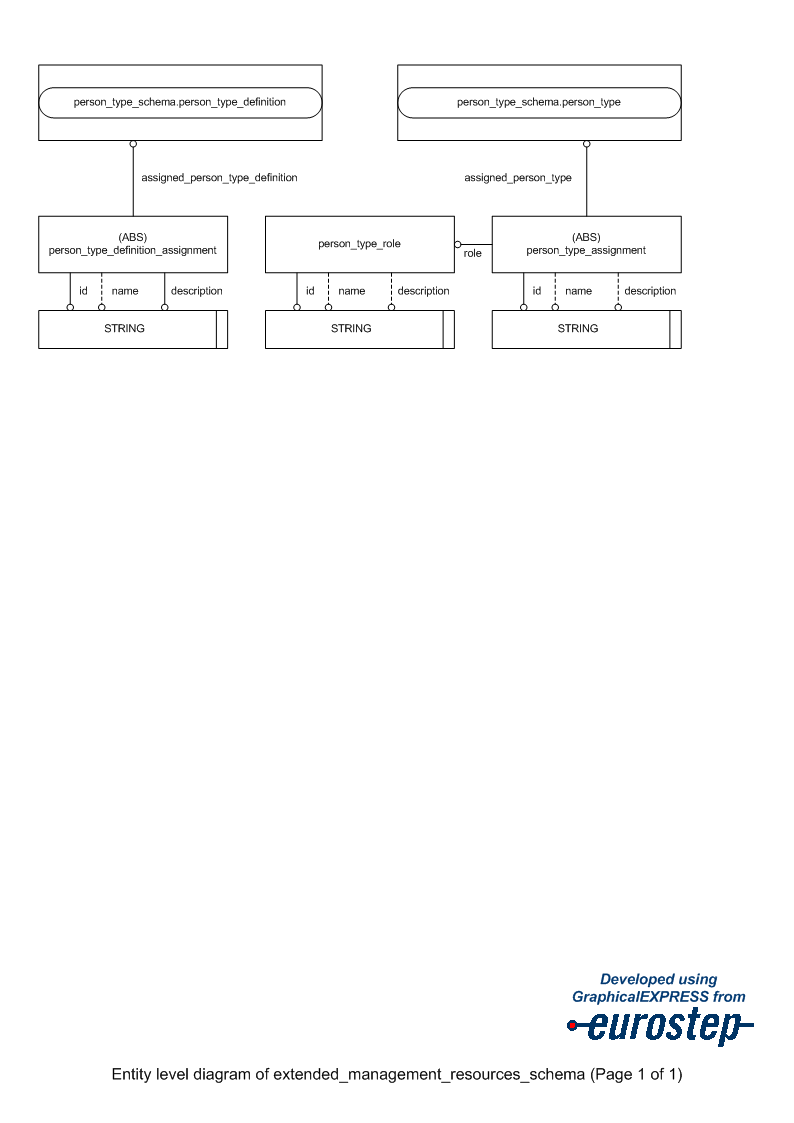 person_type_schema.person_type_definition
person_type_schema.person_type
assigned_person_type_definition
assigned_person_type
(ABS)
person_type_definition_assignment
person_type_role
role
(ABS)
person_type_assignment
id
name
description
id
name
description
id
name
description
STRING
STRING
STRING
Developed using
GraphicalEXPRESS from
eurostep
Entity level diagram of extended_management_resources_schema (Page 1 of 1)